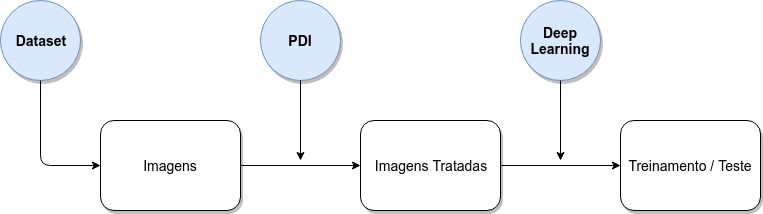 Dataset
PDI
Deep
Learning
Imagens
Imagens Tratadas
Treinamento / Teste